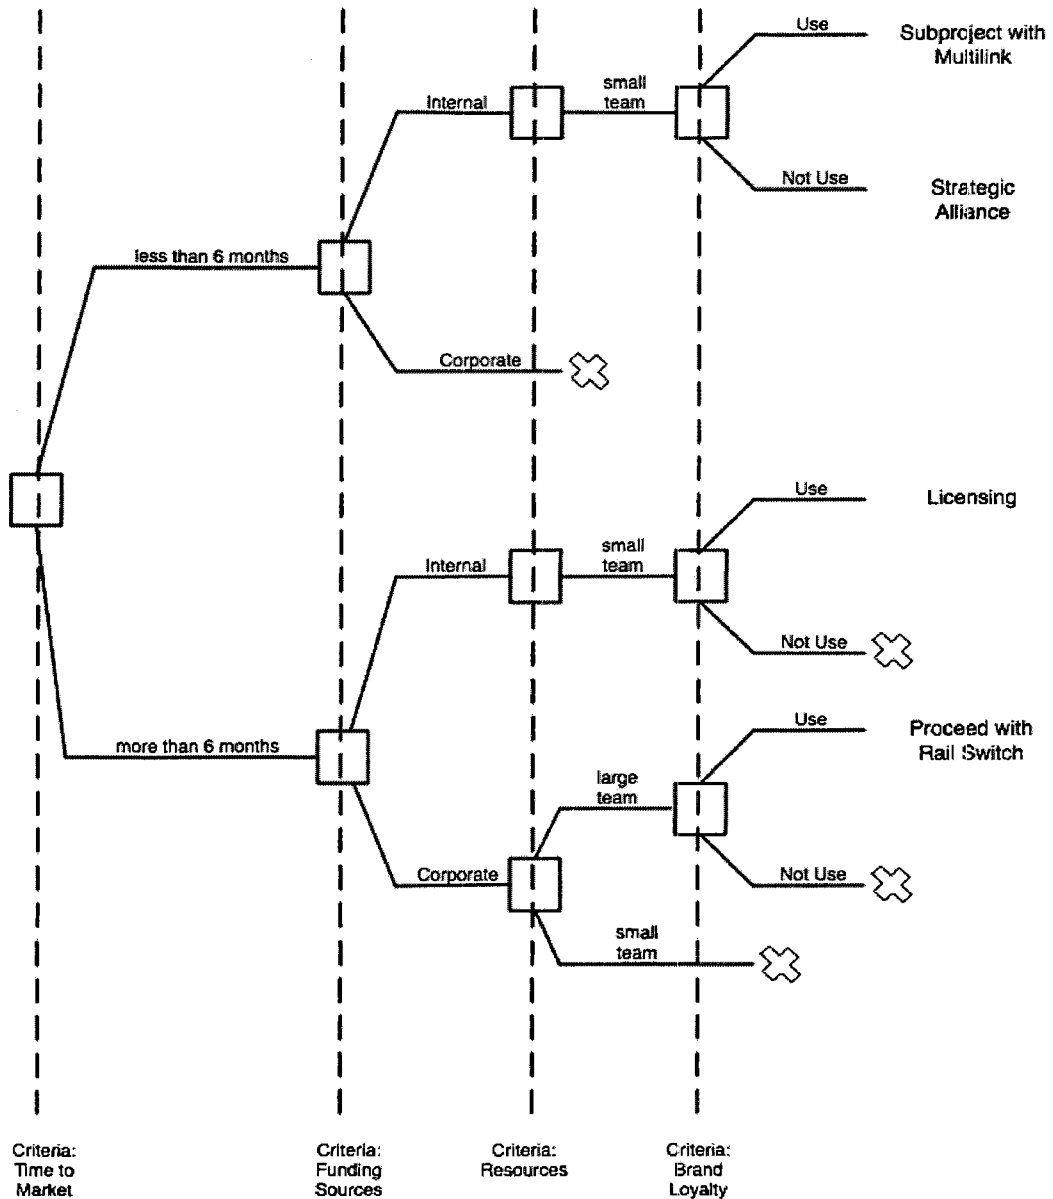 Use
Subproject with
Multilink
Internal
small
team
Not Use
Strategic
Alliance
less than 6 months
Corporate
Use
Licensing
Internal
small
team
Not Use
Use
Proceed with
Rail Switch
more than 6 months
large
team
Corporate
Not Use
small
team
Criteria:
Time to
Market
Criteria:
Funding
Sources
Criteria:
Resources
Criteria:
Brand
Loyalty